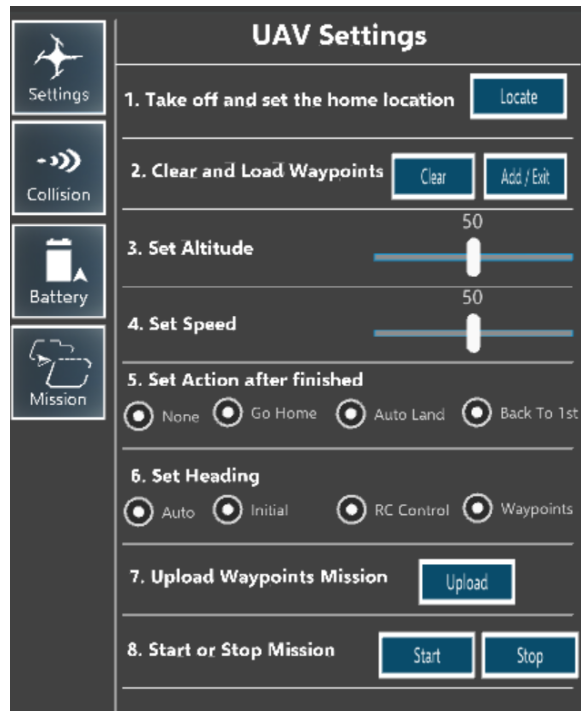 UAV Settings
Settings
1. Take off and set the home location
Locate
Collision
2. Clear and Load Waypoints
Clear
Add / Exit
50
3. Set Altitude
Battery
50
4. Set Speed
Mission
5. Set Action after finished
None
Go Home
Auto Land
Back To 1st
6. Set Heading
Auto
Initial
RC Control
Waypoints
7. Upload Waypoints Mission
Upload
8. Start or Stop Mission
Start
Stop